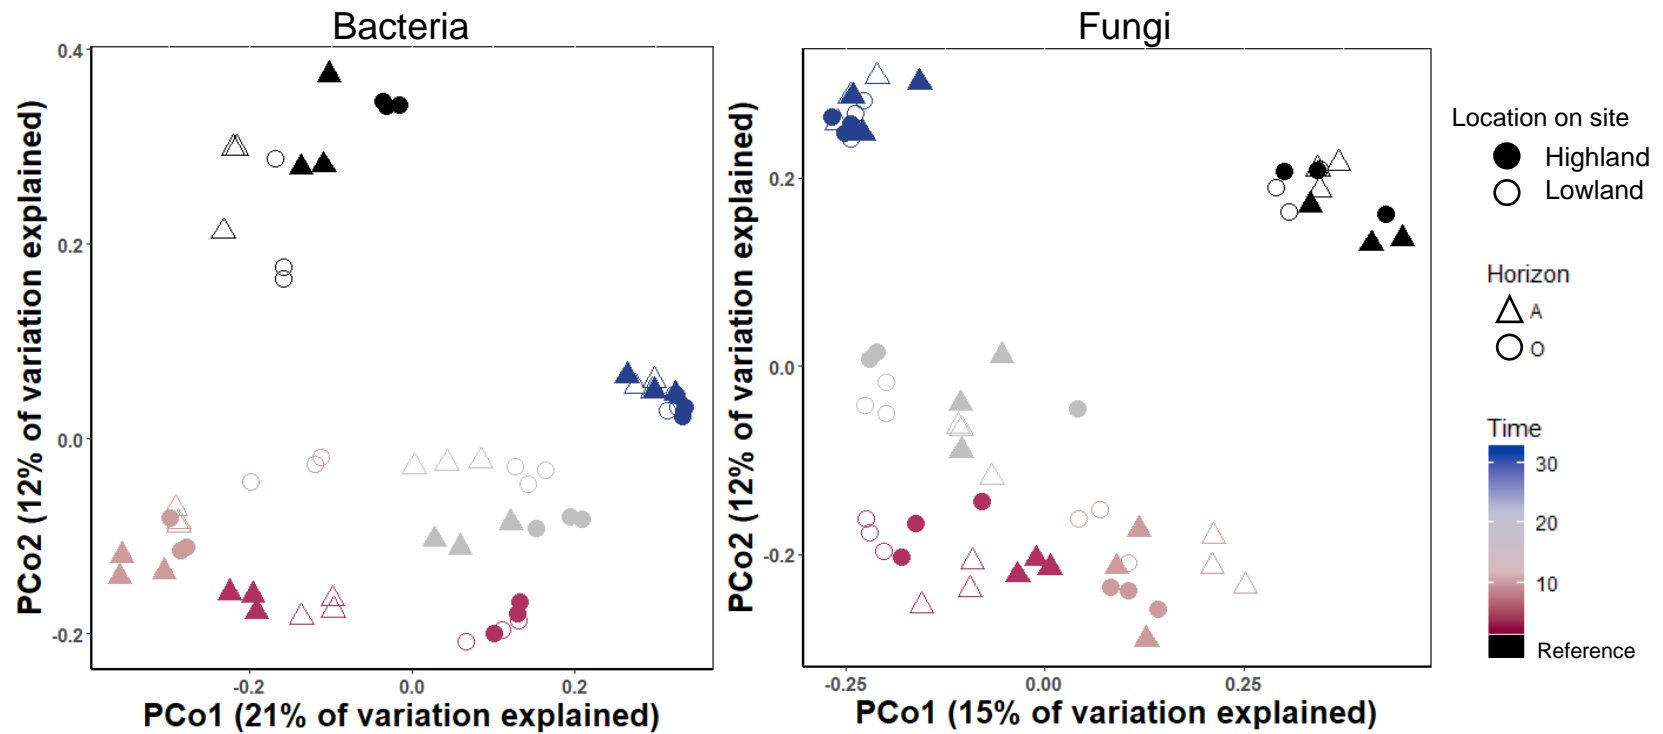 Bacteria
Fungi
0.4
0.2
0.0
-0.2
-0.2
0.0
0.2
PCo2 (12% of variation explained)
PCo1 (21% of variation explained)
0.2
0.0
-0.2
-0.25
0.00
0.25
PCo2 (12% of variation explained)
PCo1 (15% of variation explained)
Location on site
Highland
Lowland
Horizon
A
O
Time
30
20
10
Reference